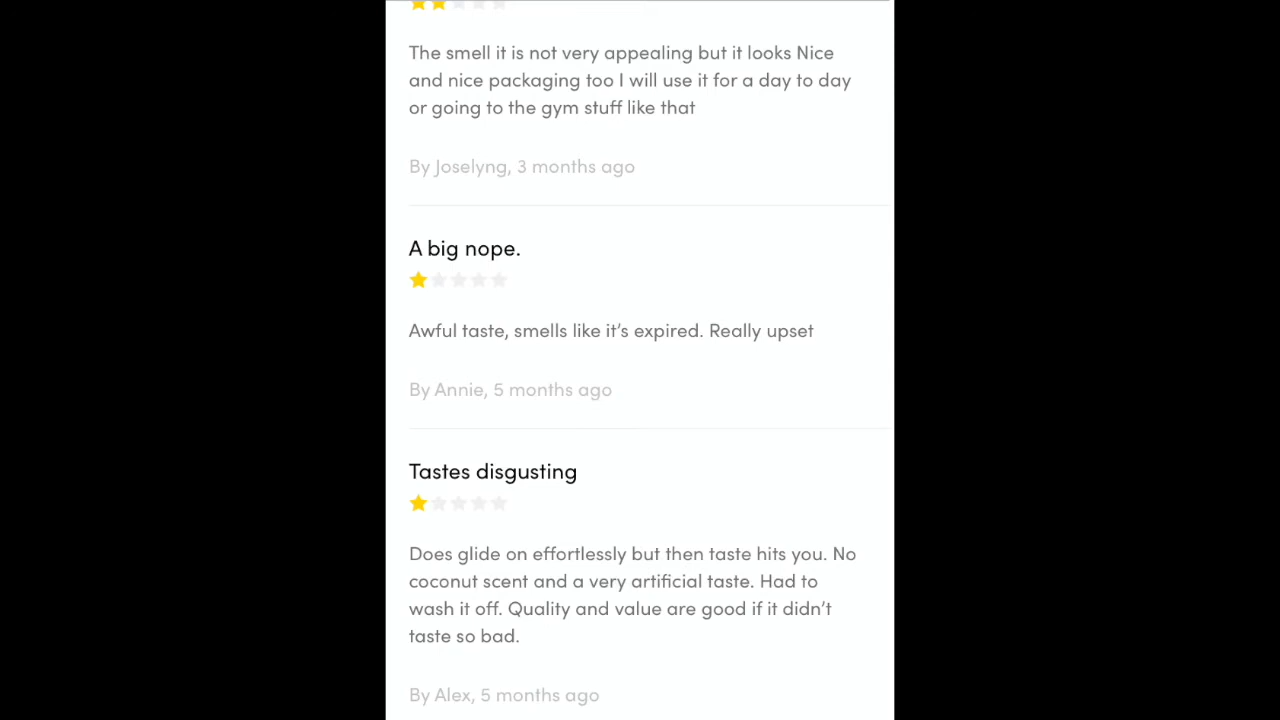 The smell it is not very appealing but it looks Nice
and nice packaging too I will use it for a day to day
or going to the gym stuff like that
By Joselyng, 3 months ago
A big nope.
Awful taste, smells like it’s expired. Really upset
By Annie, 5 months ago
Tastes disgusting
Does glide on effortlessly but then taste hits you. No
coconut scent and a very artificial taste. Had to
wash it off. Quality and value are good if it didn’t
taste so bad.
By Alex, 5 months ago